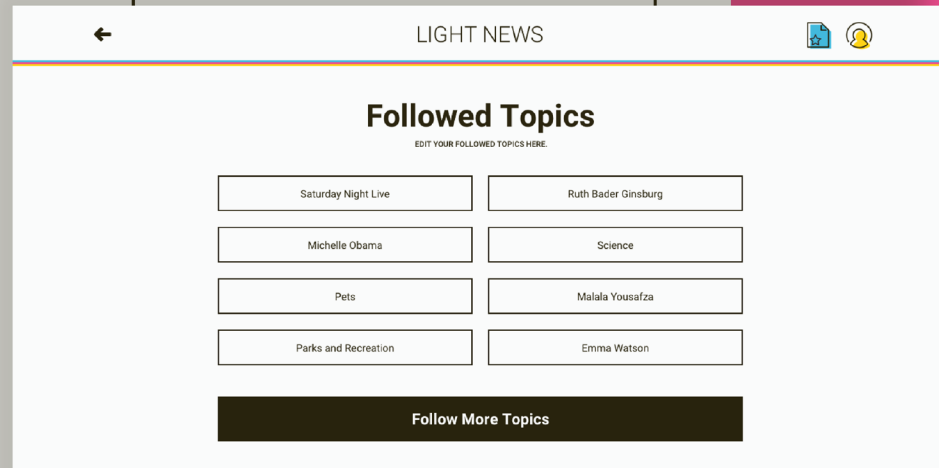 LIGHT NEWS
Followed Topics
EDIT YOUR FOLLOWED TOPICS HERE.
Saturday Night Live
Ruth Bader Ginsburg
Michelle Obama
Science
Pets
Malala Yousafza
Parks and Recreation
Emma Watson
Follow More Topics